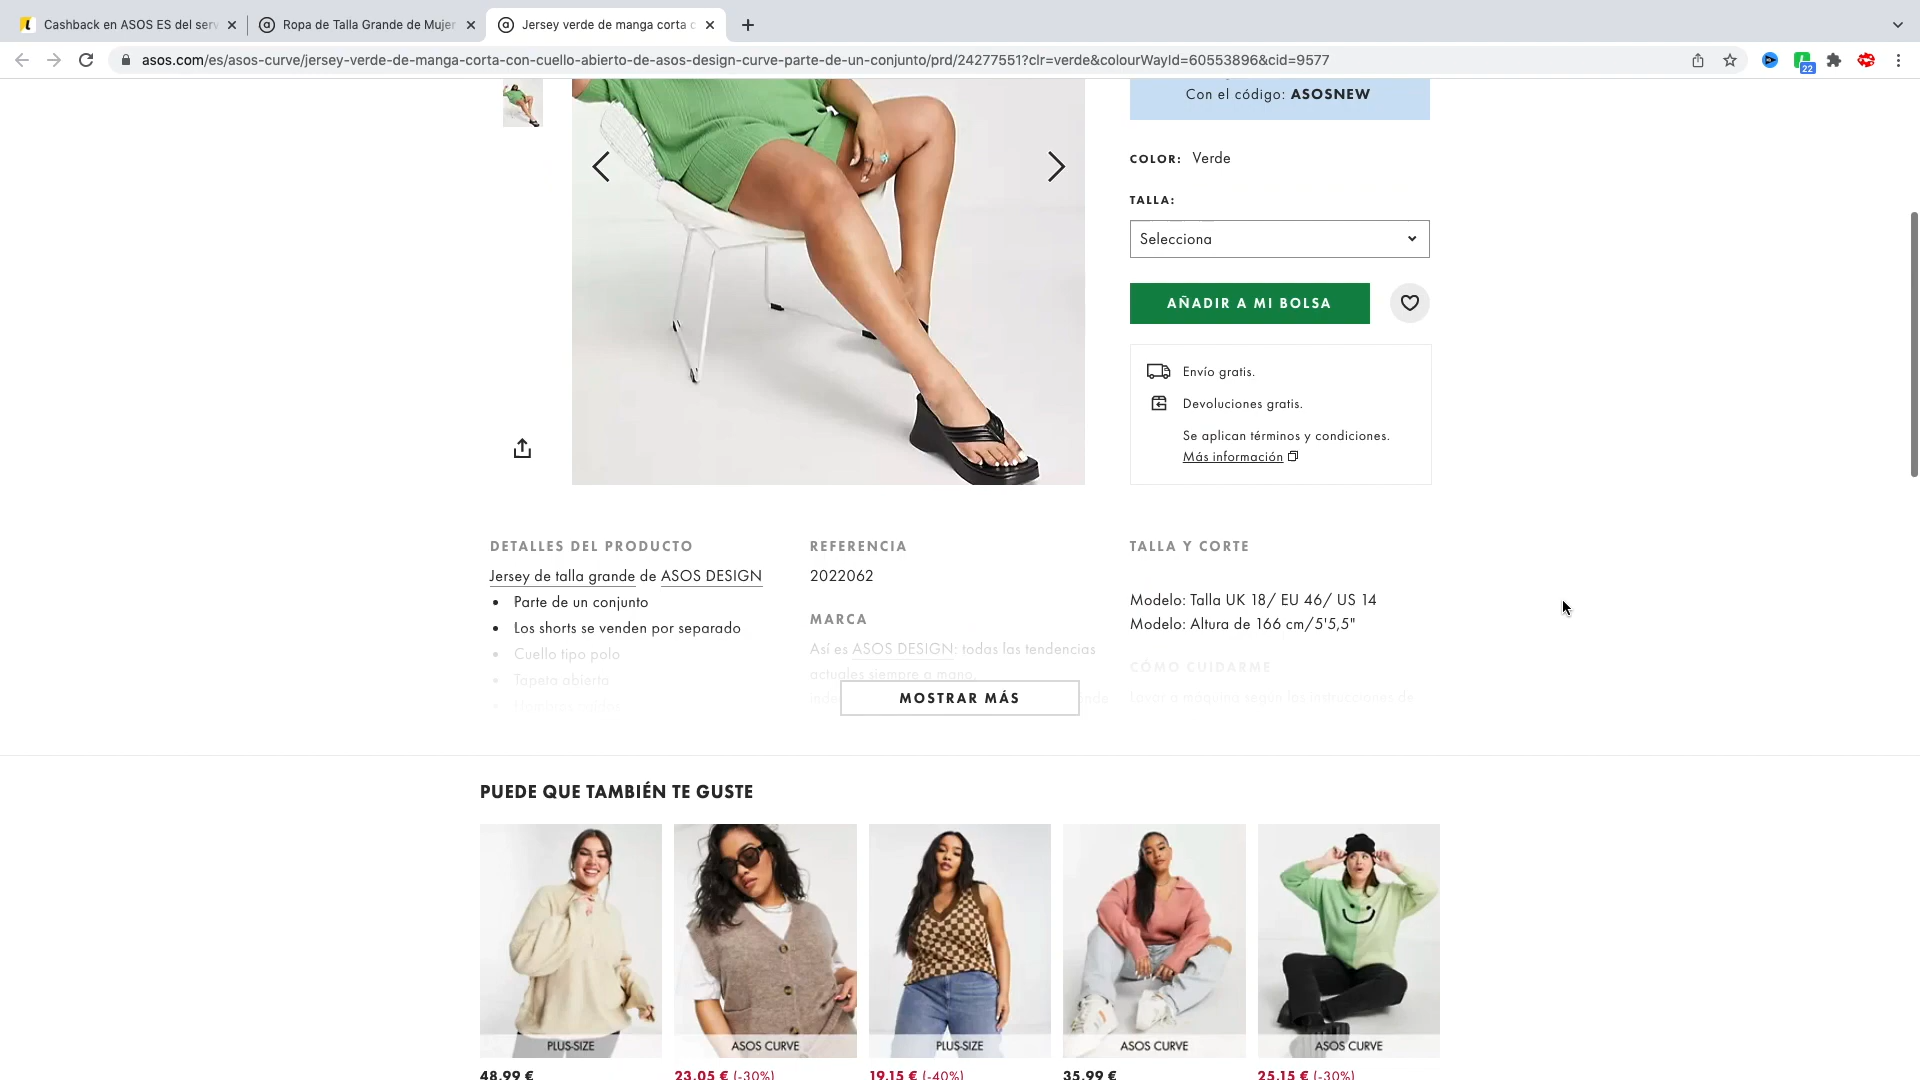 Cashback en ASOS ES del ser
Ropa de Talla Grande de Mujer
Jersey verde de manga corta c
asos.com/es/asos-curve/jersey-verde-de-manga-corta-con-cuello-abierto-de-asos-design-curve-parte-de-un-conjunto/prd/24277551?clr=verde&colourWayId=60553896&cid=9577
22
Con el código: ASOSNEW
COLOR: Verde
TALLA:
Selecciona
AÑADIR A MI BOLSA
Envío gratis.
Devoluciones gratis.
Se aplican términos y condiciones.
Más información
DETALLES DEL PRODUCTO
Jersey de talla grande de ASOS DESIGN
• Parte de un conjunto
• Los shorts se venden por separado
• Cuello tipo polo
• Tapeta abierta
• Hombros caídos
REFERENCIA
2022062
MARCA
Así es ASOS DESIGN: todas las tendencias
actuales siempre a mano,
MOSTRAR MÁS
TALLA Y CORTE
Modelo: Talla UK 18/ EU 46/ US 14
Modelo: Altura de 166 cm/5'5,5"
CÓMO CUIDARME
Lavar a máquina según las instrucciones de
PUEDE QUE TAMBIÉN TE GUSTE
PLUS-SIZE
ASOS CURVE
PLUS-SIZE
ASOS CURVE
ASOS CURVE
48,99 €
23,05 € (-30%)
19,15 € (-40%)
35,99 €
25,15 € (-30%)